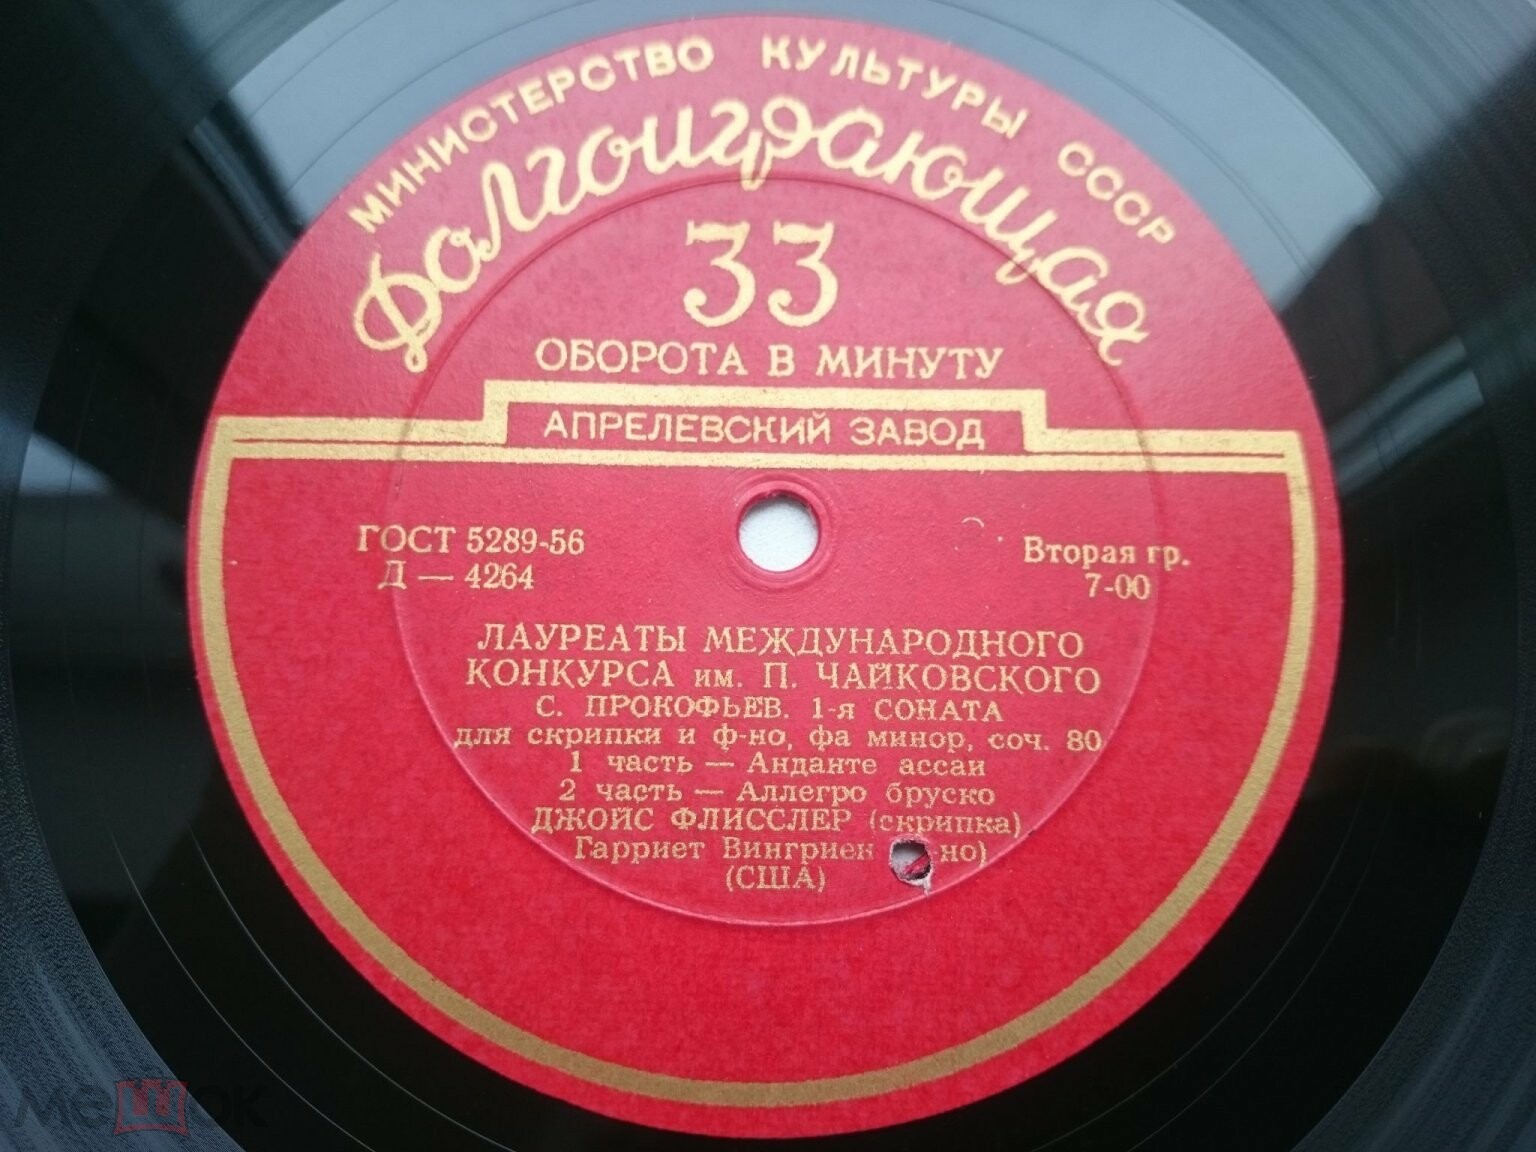 МИНИСТЕРСТВО КУЛЬТУРЫ СССР
Долгоиграющая
33
ОБОРОТА В МИНУТУ
АПРЕЛЕВСКИЙ ЗАВОД
ГОСТ 5289-56
Д — 4264
Вторая гр.
7-00
ЛАУРЕАТЫ МЕЖДУНАРОДНОГО
КОНКУРСА им. П. ЧАЙКОВСКОГО
С. ПРОКОФЬЕВ. 1-я СОНАТА
для скрипки и ф-но, фа минор, соч. 80
1 часть — Анданте ассаи
2 часть — Аллегро бруско
ДЖОЙС ФЛИССЛЕР (скрипка)
Гарриет Вингриен но)
(США)
мешок